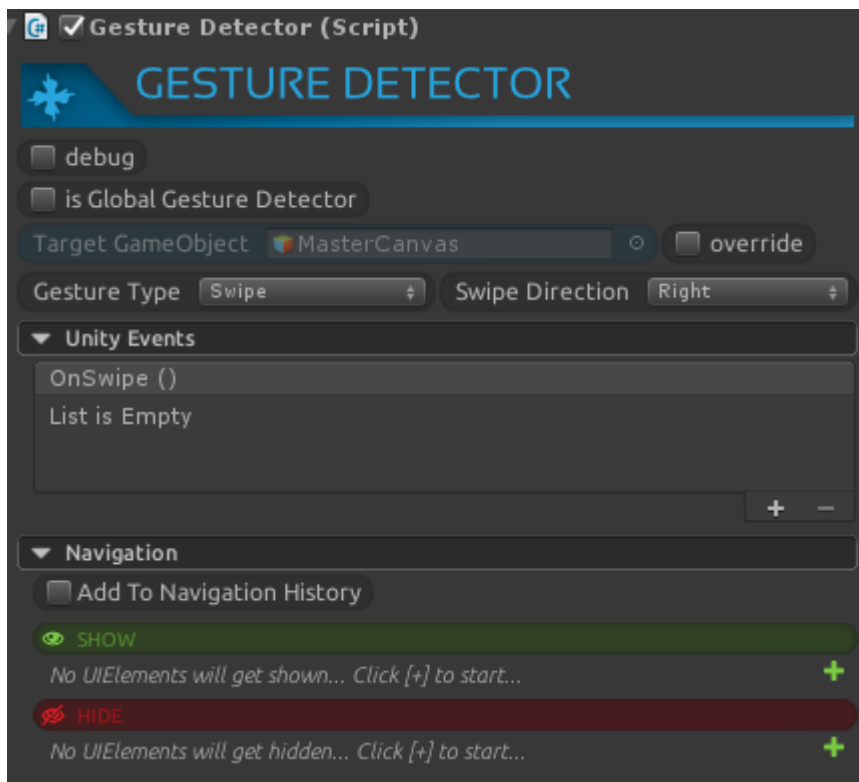 Gesture Detector (Script)
GESTURE DETECTOR
debug
is Global Gesture Detector
Target GameObject MasterCanvas override
Gesture Type Swipe Swipe Direction Right
Unity Events
OnSwipe ()
List is Empty
+ −
Navigation
Add To Navigation History
SHOW
No UIElements will get shown... Click [+] to start...
HIDE
No UIElements will get hidden... Click [+] to start...